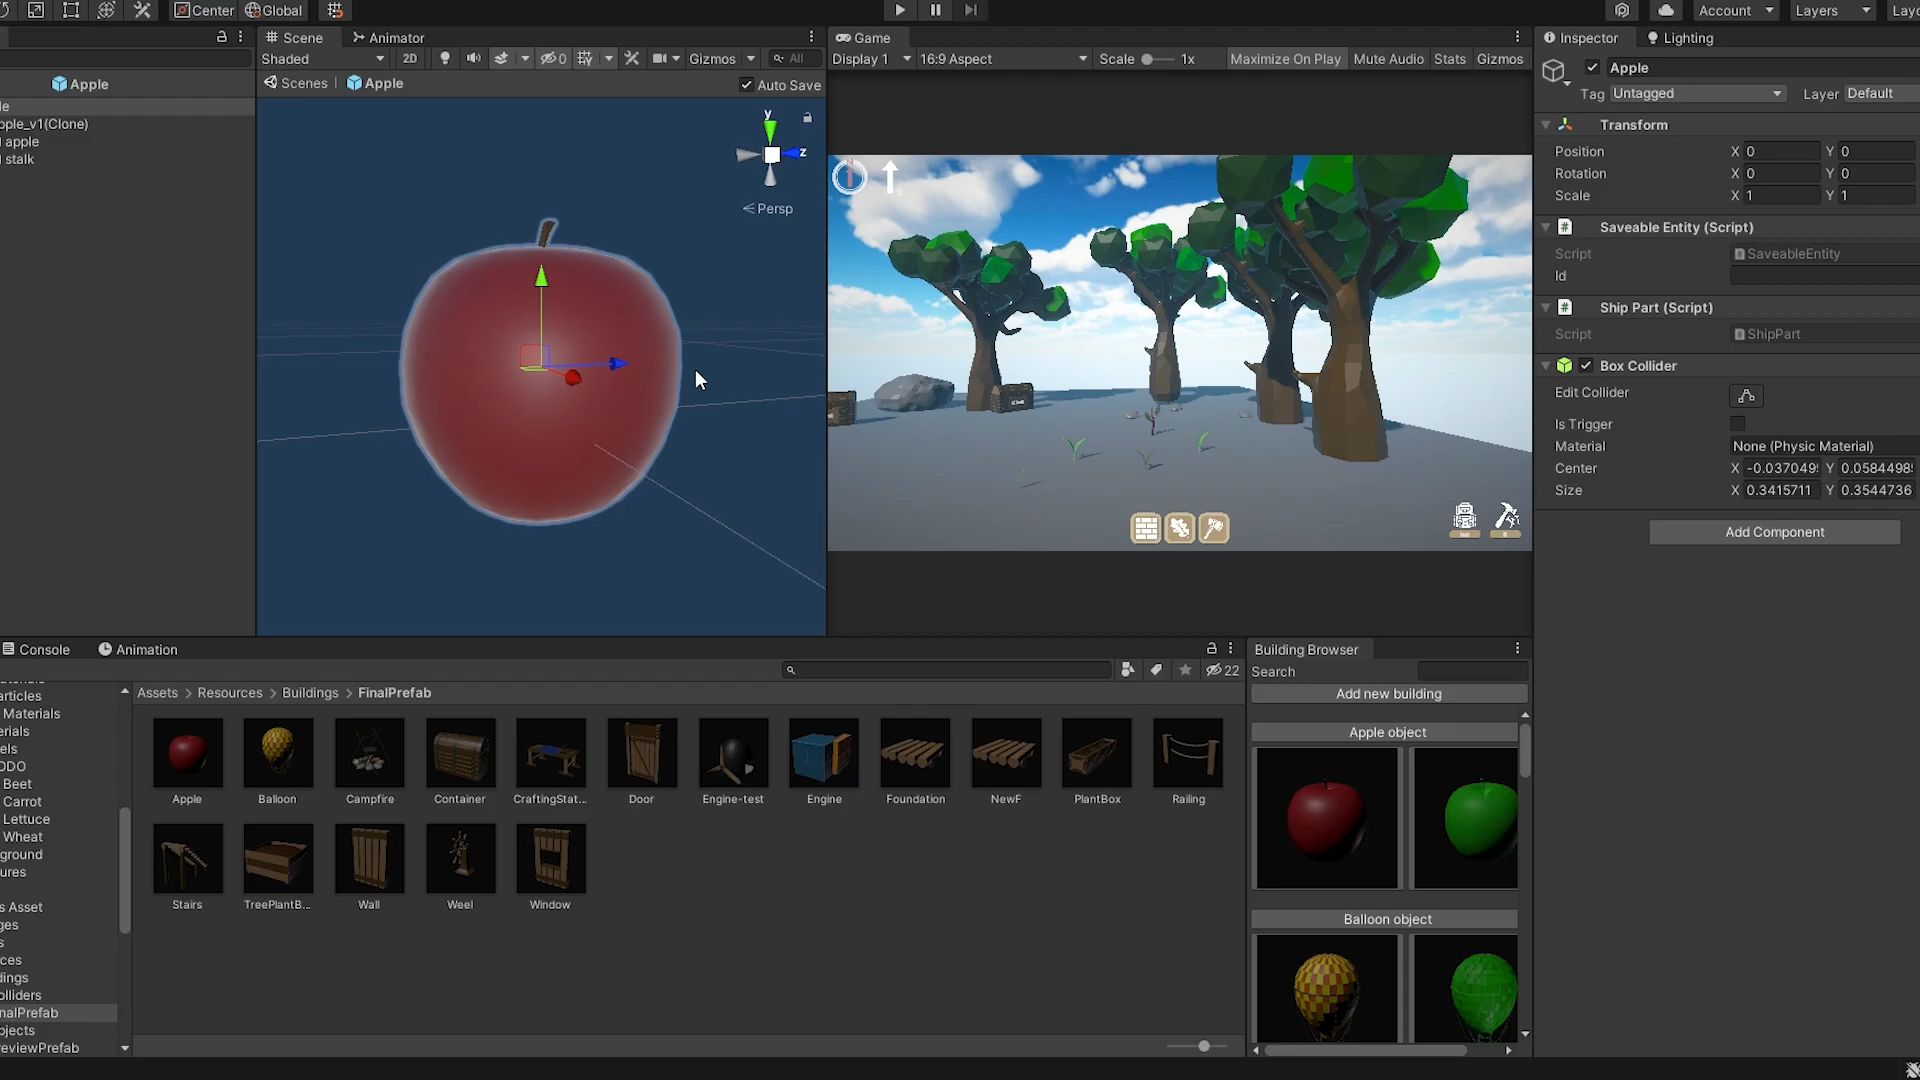 Center
Global
Account
Layers
Scene
Animator
Game
Inspector
Lighting
Shaded
2D
0
Gizmos
All
Display 1
16:9 Aspect
Scale
1x
Maximize On Play
Mute Audio
Stats
Gizmos
Apple
Scenes
Apple
Auto Save
Apple
Tag
Untagged
Layer
Default
pple_v1(Clone)
apple
stalk
y
z
Persp
Transform
Position
X 0
Y 0
Rotation
X 0
Y 0
Scale
X 1
Y 1
Saveable Entity (Script)
Script
SaveableEntity
Id
Ship Part (Script)
Script
ShipPart
Box Collider
Edit Collider
Is Trigger
Material
None (Physic Material)
Center
X -0.037049
Y 0.0584498
Size
X 0.3415711
Y 0.3544736
Add Component
Console
Animation
22
Assets > Resources > Buildings > FinalPrefab
articles
Materials
erials
els
ODO
Beet
Carrot
Lettuce
Wheat
ground
ures
s Asset
ges
s
ces
dings
olliders
nalPrefab
bjects
reviewPrefab
Apple
Balloon
Campfire
Container
CraftingStat...
Door
Engine-test
Engine
Foundation
NewF
PlantBox
Railing
Stairs
TreePlantB...
Wall
Weel
Window
Building Browser
Search
Add new building
Apple object
Balloon object